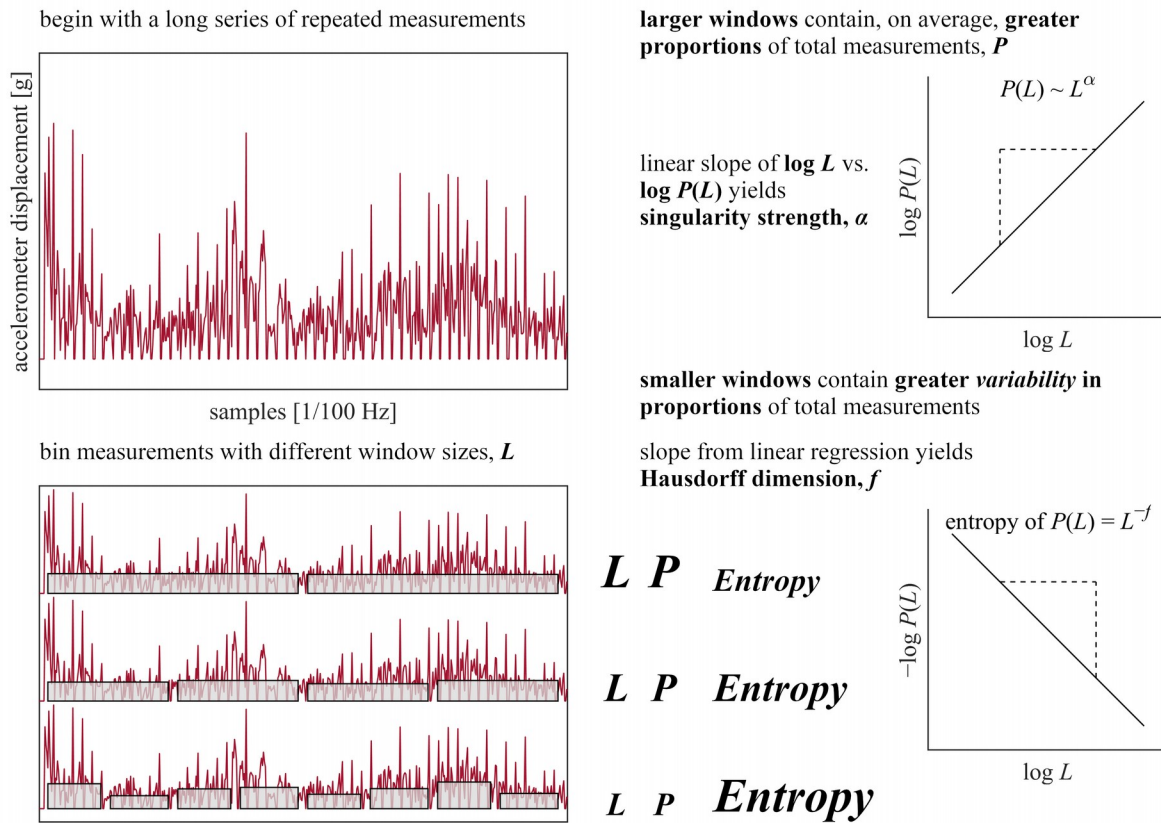 begin with a long series of repeated measurements
accelerometer displacement [g]
samples [1/100 Hz]
bin measurements with different window sizes, L
larger windows contain, on average, greater
proportions of total measurements, P
linear slope of log L vs.
log P(L) yields
singularity strength, α
P(L) ~ L^α
log P(L)
log L
smaller windows contain greater variability in
proportions of total measurements
slope from linear regression yields
Hausdorff dimension, f
L P Entropy
L P Entropy
L P Entropy
entropy of P(L) = L^−f
−log P(L)
log L